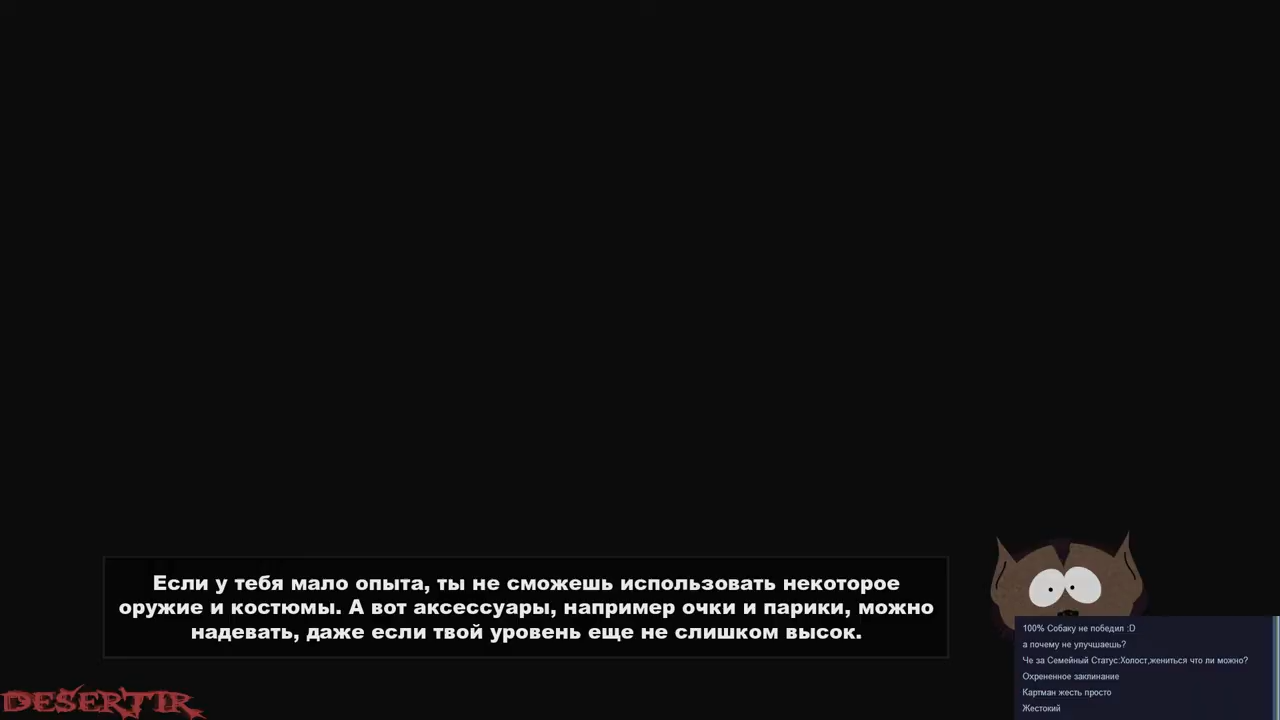 Если у тебя мало опыта, ты не сможешь использовать некоторое
оружие и костюмы. А вот аксессуары, например очки и парики, можно
надевать, даже если твой уровень еще не слишком высок.
100% Собаку не победил :D
а почему не улучшаешь?
Че за Семейный Статус:Холост,жениться что ли можно?
Охрененное заклинание
Картман жесть просто
Жестокий
DESERTIR